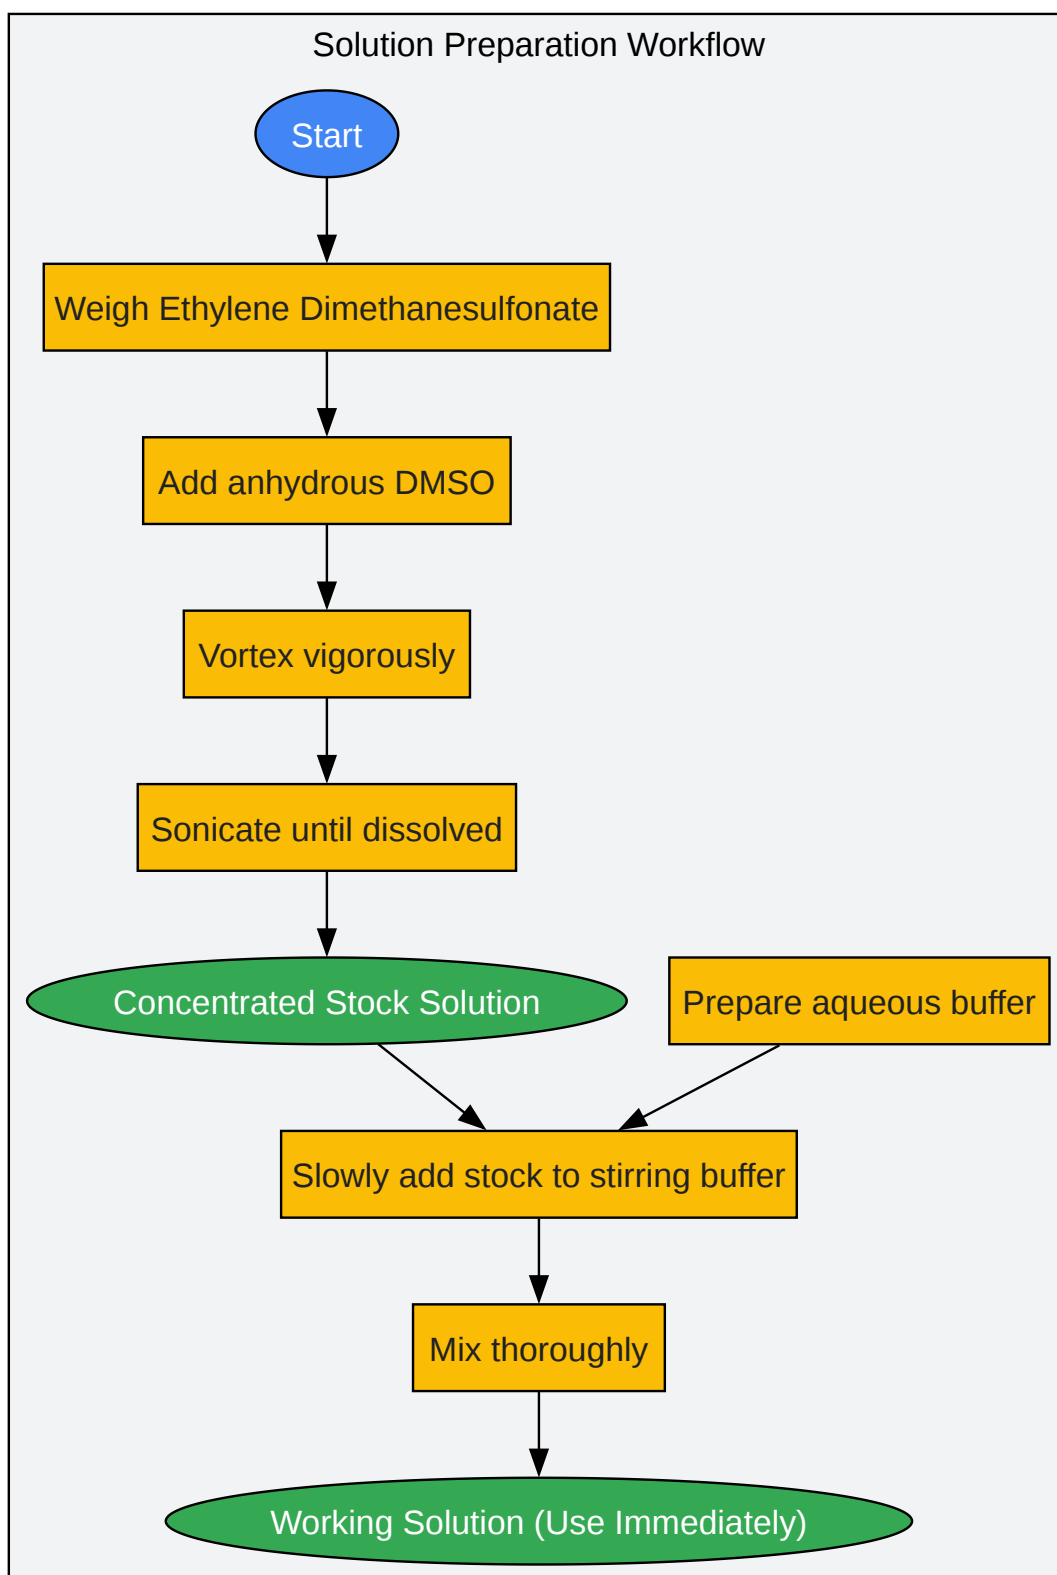 Solution Preparation Workflow
Start
Weigh Ethylene Dimethanesulfonate
Add anhydrous DMSO
Vortex vigorously
Sonicate until dissolved
Concentrated Stock Solution
Prepare aqueous buffer
Slowly add stock to stirring buffer
Mix thoroughly
Working Solution (Use Immediately)